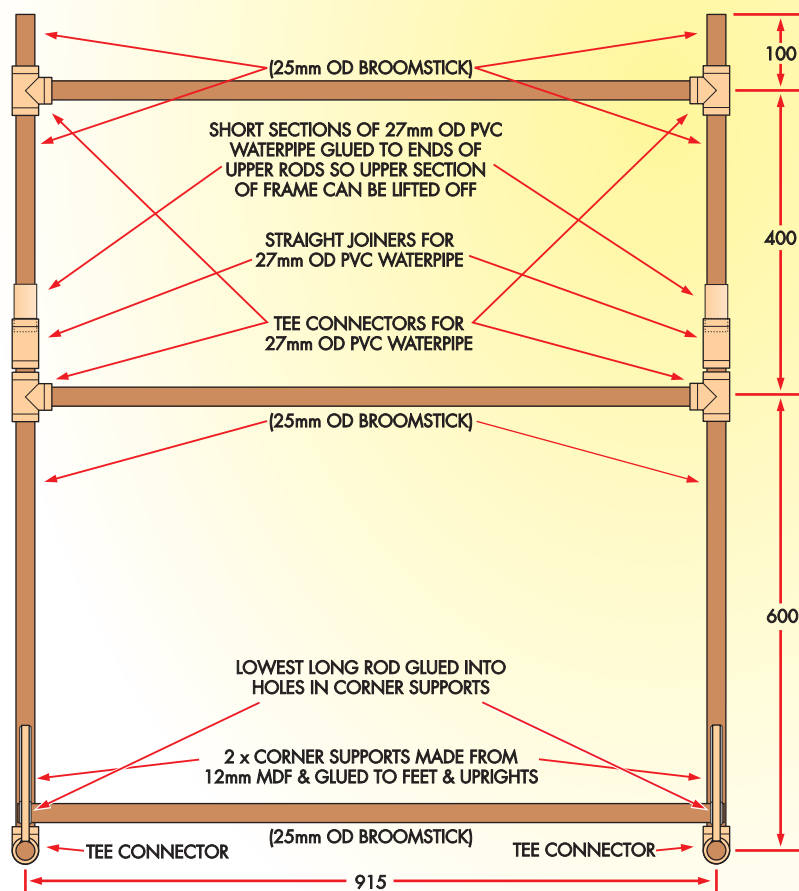 100
(25mm OD BROOMSTICK)
SHORT SECTIONS OF 27mm OD PVC
WATERPIPE GLUED TO ENDS OF
UPPER RODS SO UPPER SECTION
OF FRAME CAN BE LIFTED OFF
400
STRAIGHT JOINERS FOR
27mm OD PVC WATERPIPE
TEE CONNECTORS FOR
27mm OD PVC WATERPIPE
(25mm OD BROOMSTICK)
600
LOWEST LONG ROD GLUED INTO
HOLES IN CORNER SUPPORTS
2 x CORNER SUPPORTS MADE FROM
12mm MDF & GLUED TO FEET & UPRIGHTS
(25mm OD BROOMSTICK)
TEE CONNECTOR
TEE CONNECTOR
915